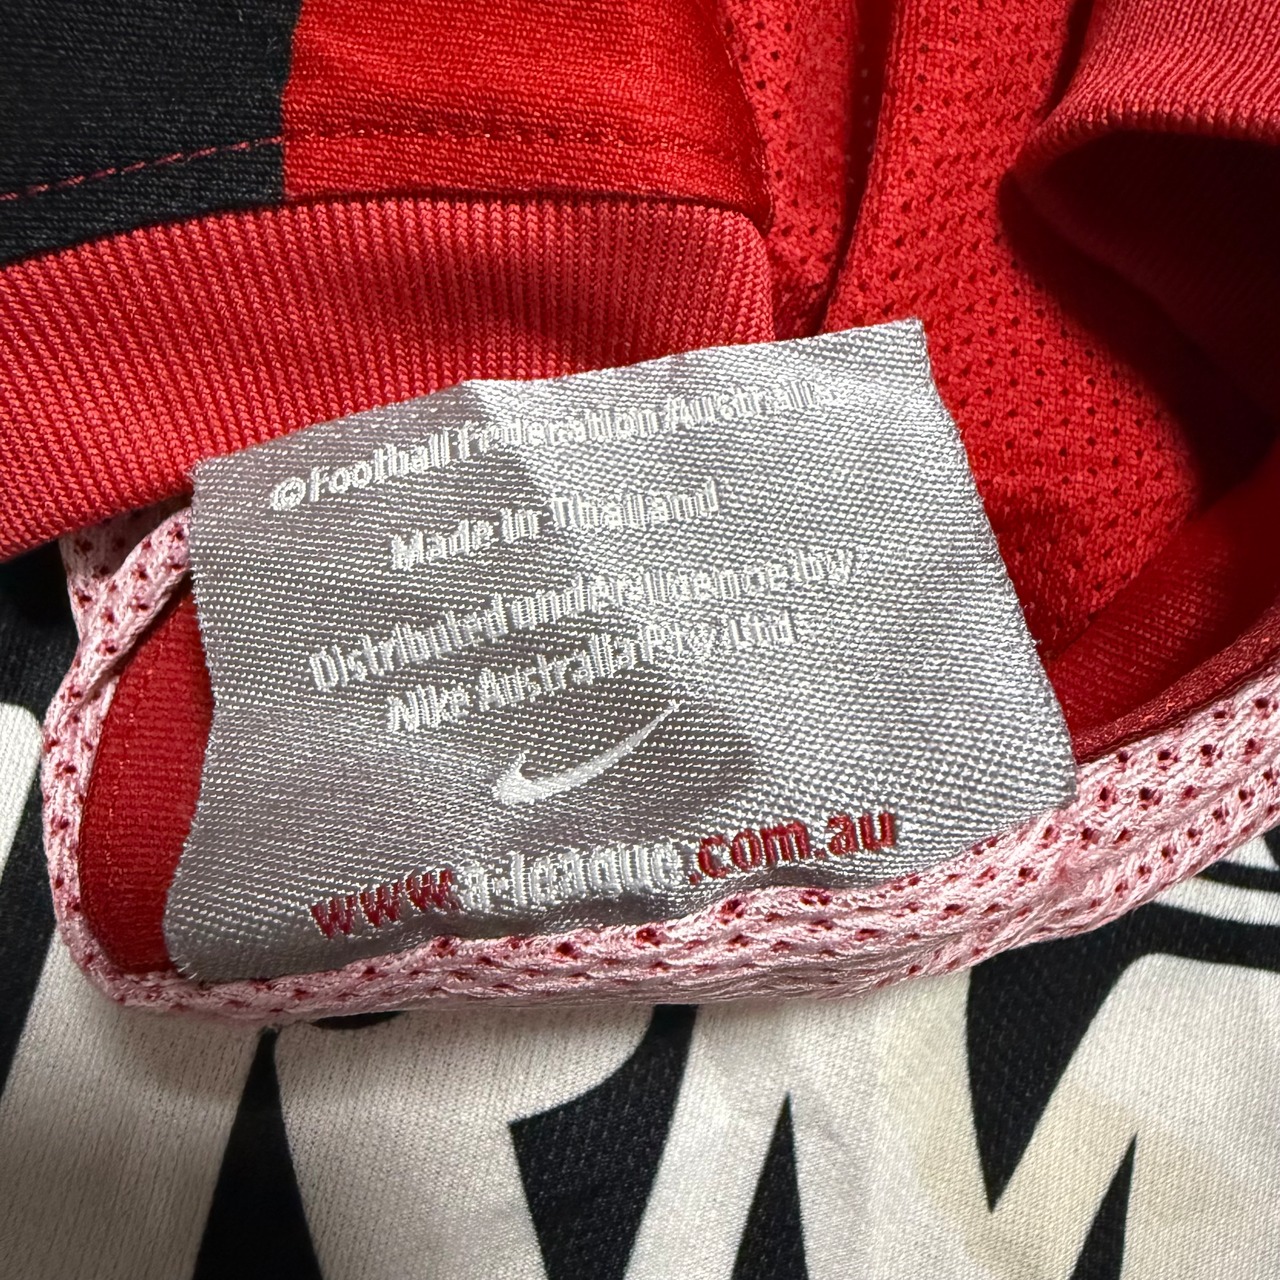 ©Football Federation Australia
Made in Thailand
Distributed under licence by
Nike Australia Pty. Ltd.
www.a-league.com.au